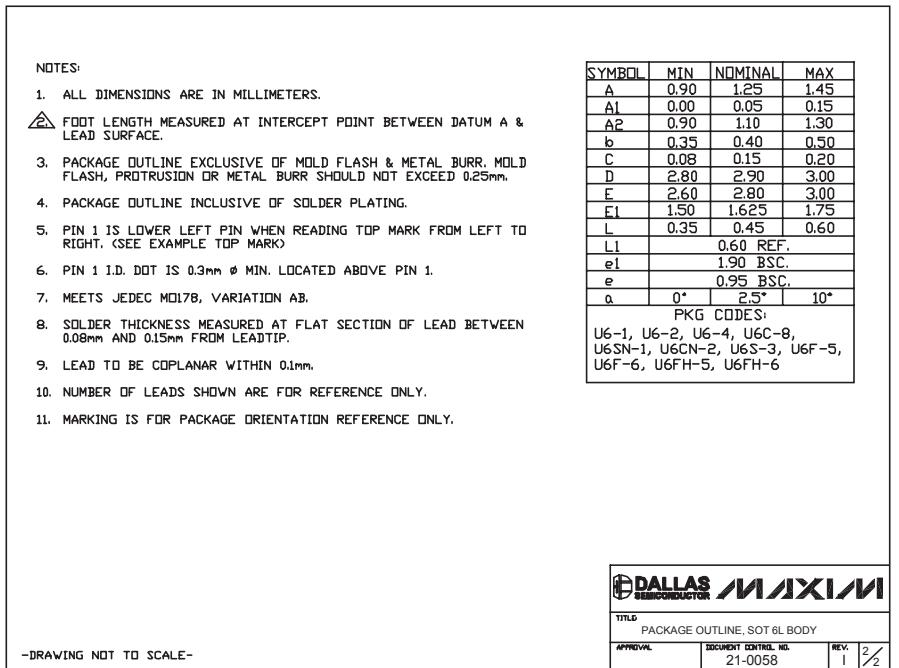 NOTES:
1. ALL DIMENSIONS ARE IN MILLIMETERS.
2. FOOT LENGTH MEASURED AT INTERCEPT POINT BETWEEN DATUM A &
LEAD SURFACE.
3. PACKAGE OUTLINE EXCLUSIVE OF MOLD FLASH & METAL BURR. MOLD
FLASH, PROTRUSION OR METAL BURR SHOULD NOT EXCEED 0.25mm.
4. PACKAGE OUTLINE INCLUSIVE OF SOLDER PLATING.
5. PIN 1 IS LOWER LEFT PIN WHEN READING TOP MARK FROM LEFT TO
RIGHT. (SEE EXAMPLE TOP MARK)
6. PIN 1 I.D. DOT IS 0.3mm ø MIN. LOCATED ABOVE PIN 1.
7. MEETS JEDEC MO178, VARIATION AB.
8. SOLDER THICKNESS MEASURED AT FLAT SECTION OF LEAD BETWEEN
0.08mm AND 0.15mm FROM LEADTIP.
9. LEAD TO BE COPLANAR WITHIN 0.1mm.
10. NUMBER OF LEADS SHOWN ARE FOR REFERENCE ONLY.
11. MARKING IS FOR PACKAGE ORIENTATION REFERENCE ONLY.
SYMBOL MIN NOMINAL MAX
A 0.90 1.25 1.45
A1 0.00 0.05 0.15
A2 0.90 1.10 1.30
b 0.35 0.40 0.50
C 0.08 0.15 0.20
D 2.80 2.90 3.00
E 2.60 2.80 3.00
E1 1.50 1.625 1.75
L 0.35 0.45 0.60
L1 0.60 REF.
e1 1.90 BSC.
e 0.95 BSC.
α 0° 2.5° 10°
PKG CODES:
U6-1, U6-2, U6-4, U6C-8,
U6SN-1, U6CN-2, U6S-3, U6F-5,
U6F-6, U6FH-5, U6FH-6
DALLAS SEMICONDUCTOR MAXIM
TITLE:
PACKAGE OUTLINE, SOT 6L BODY
APPROVAL DOCUMENT CONTROL NO. REV.
21-0058 I 2/2
-DRAWING NOT TO SCALE-